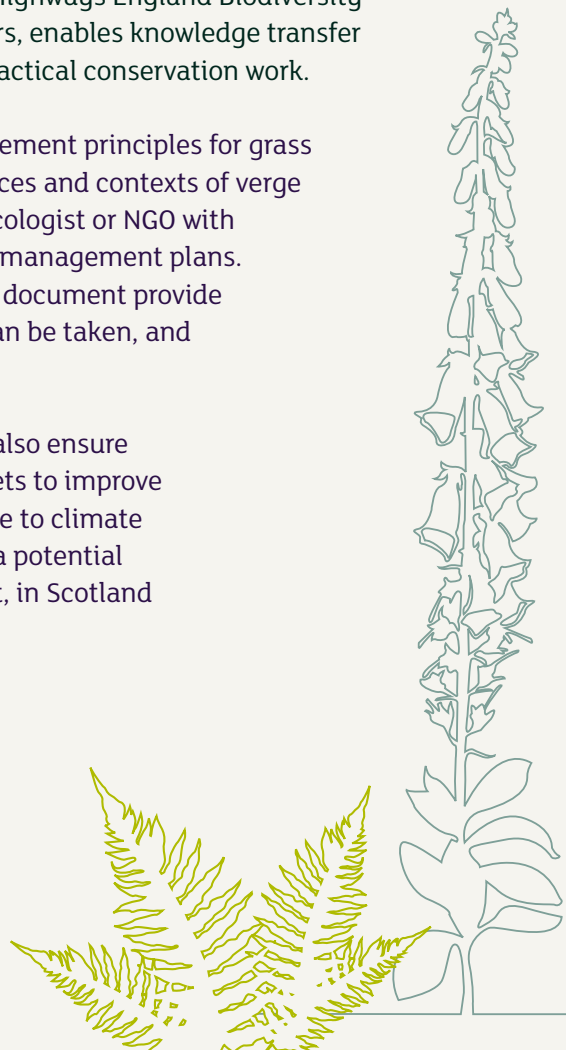 ighways England Biodiversity
rs, enables knowledge transfer
actical conservation work.
ement principles for grass
ces and contexts of verge
cologist or NGO with
management plans.
document provide
an be taken, and
also ensure
ets to improve
e to climate
a potential
t, in Scotland